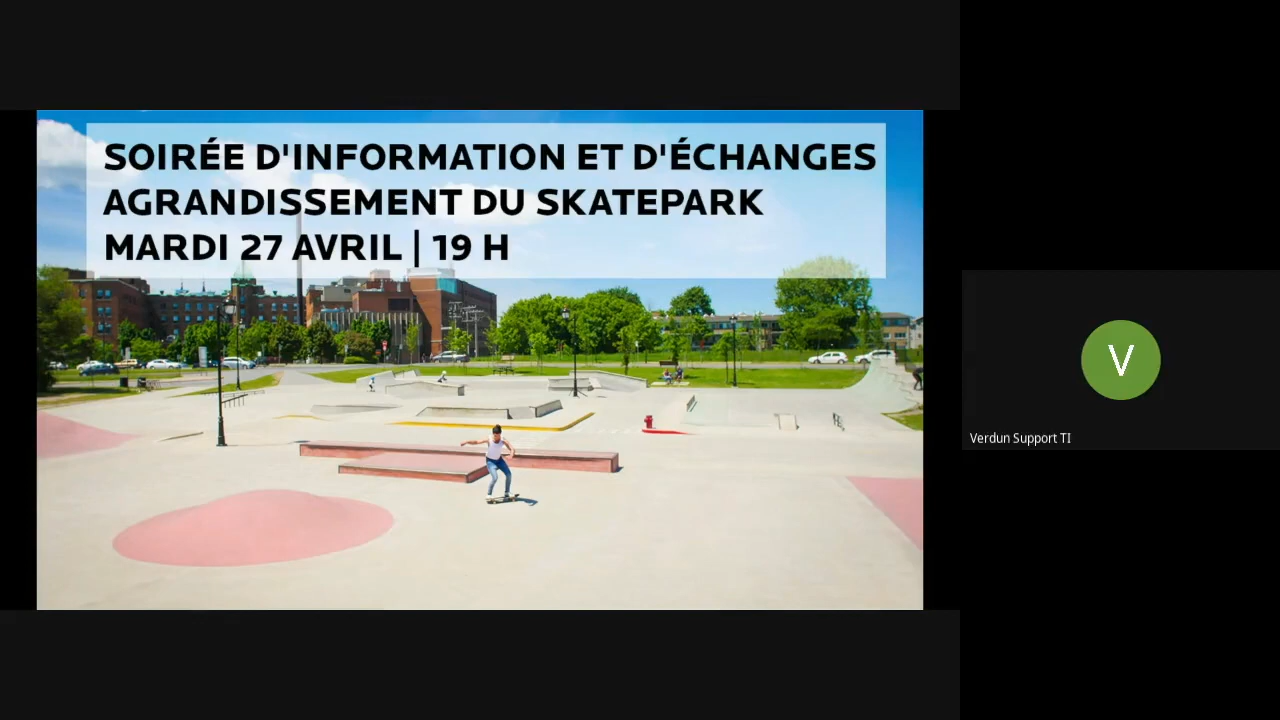 SOIRÉE D'INFORMATION ET D'ÉCHANGES
AGRANDISSEMENT DU SKATEPARK
MARDI 27 AVRIL | 19 H
V
Verdun Support TI